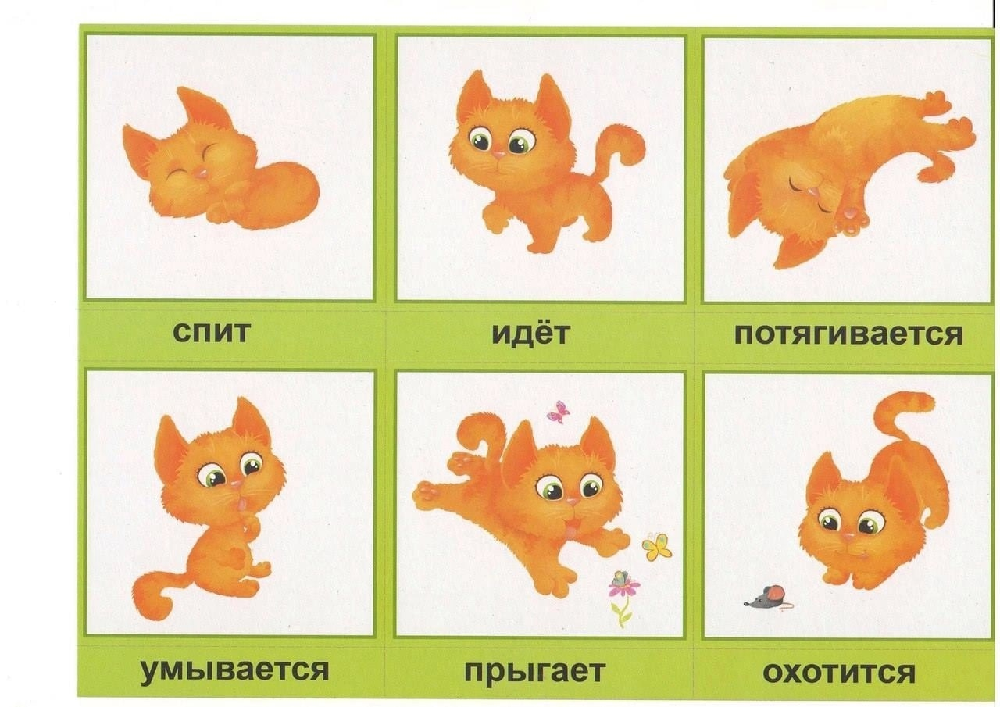 спит
идёт
потягивается
умывается
прыгает
охотится